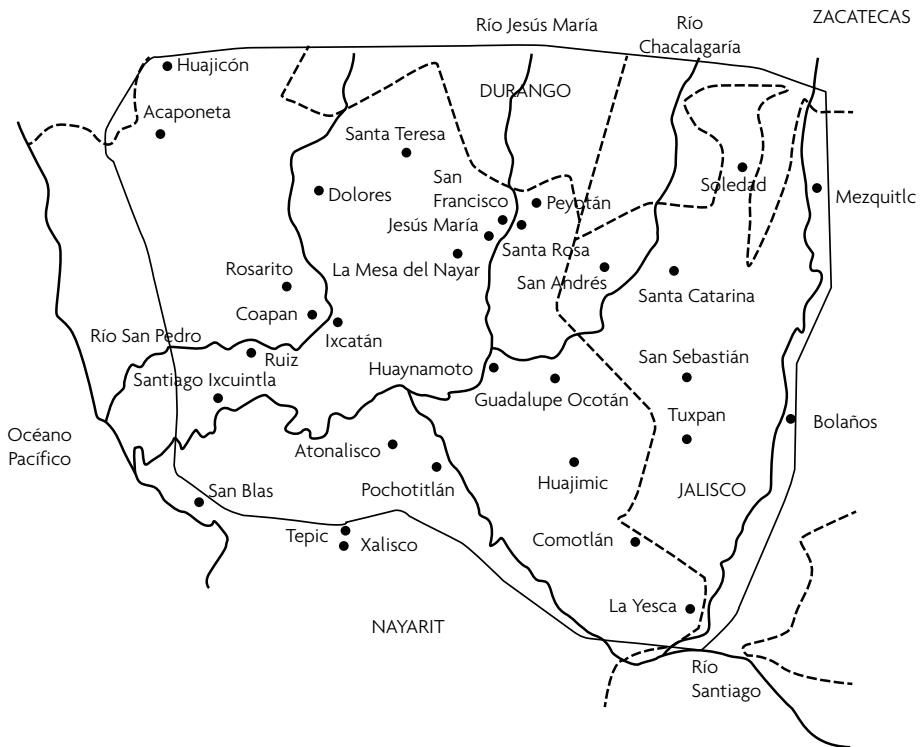 ZACATECAS
Río Jesús María
Río
Chacalagaría
Huajicón
DURANGO
Acaponeta
Santa Teresa
San
Francisco
Soledad
Mezquitlc
Dolores
Peyotán
Jesús María
Santa Rosa
La Mesa del Nayar
San Andrés
Rosarito
Santa Catarina
Coapan
Ixcatán
Río San Pedro
Ruiz
San Sebastián
Huaynamoto
Santiago Ixcuintla
Guadalupe Ocotán
Tuxpan
Bolaños
Océano
Pacífico
Atonalisco
Pochotitlán
Huajimic
JALISCO
San Blas
Tepic
Xalisco
Comotlán
La Yesca
NAYARIT
Río
Santiago